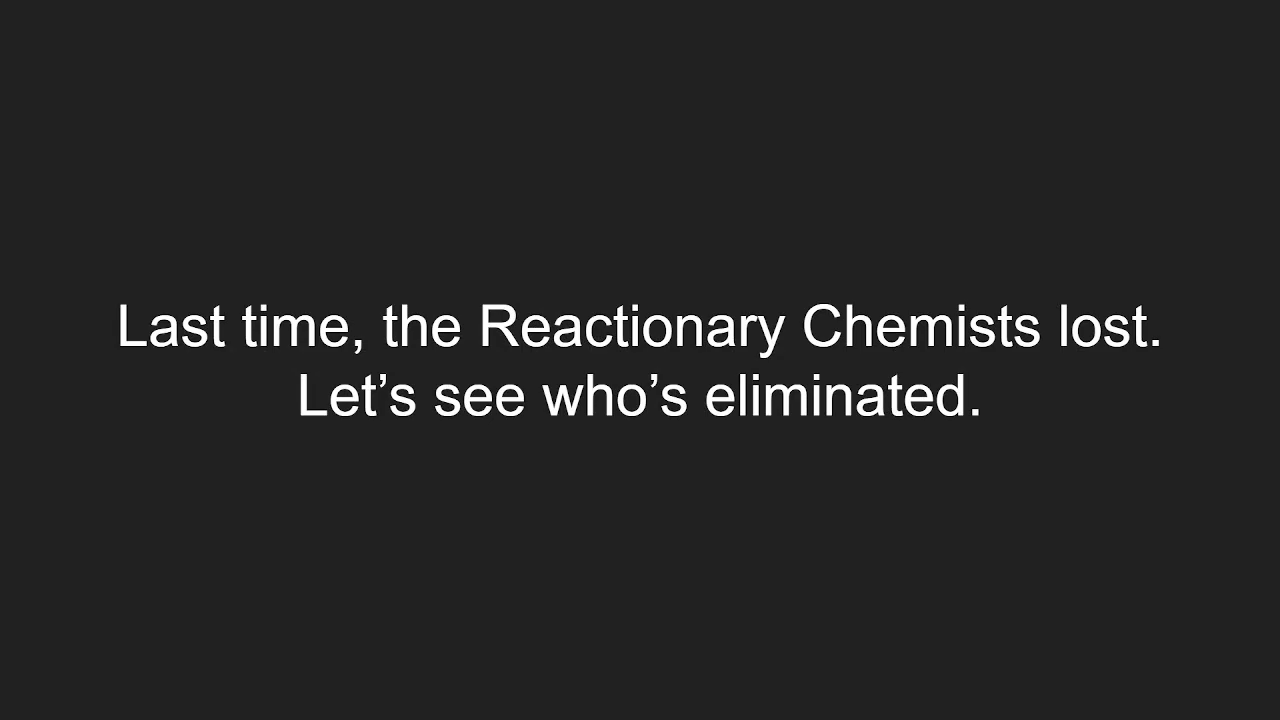 Last time, the Reactionary Chemists lost.
Let’s see who’s eliminated.